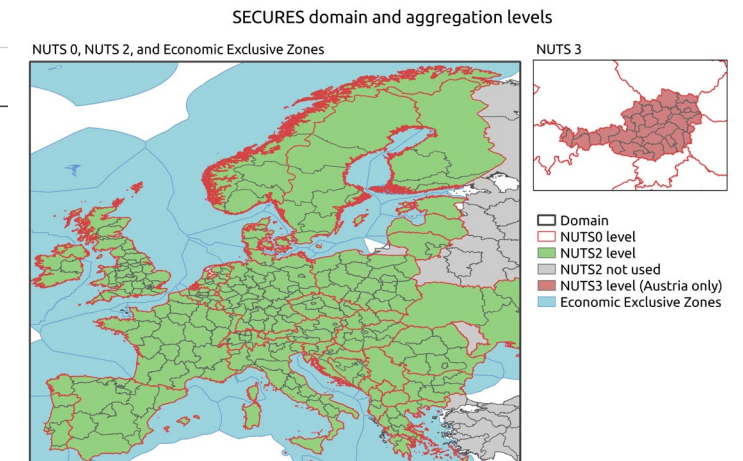 SECURES domain and aggregation levels
NUTS 0, NUTS 2, and Economic Exclusive Zones
NUTS 3
Domain
NUTS0 level
NUTS2 level
NUTS2 not used
NUTS3 level (Austria only)
Economic Exclusive Zones